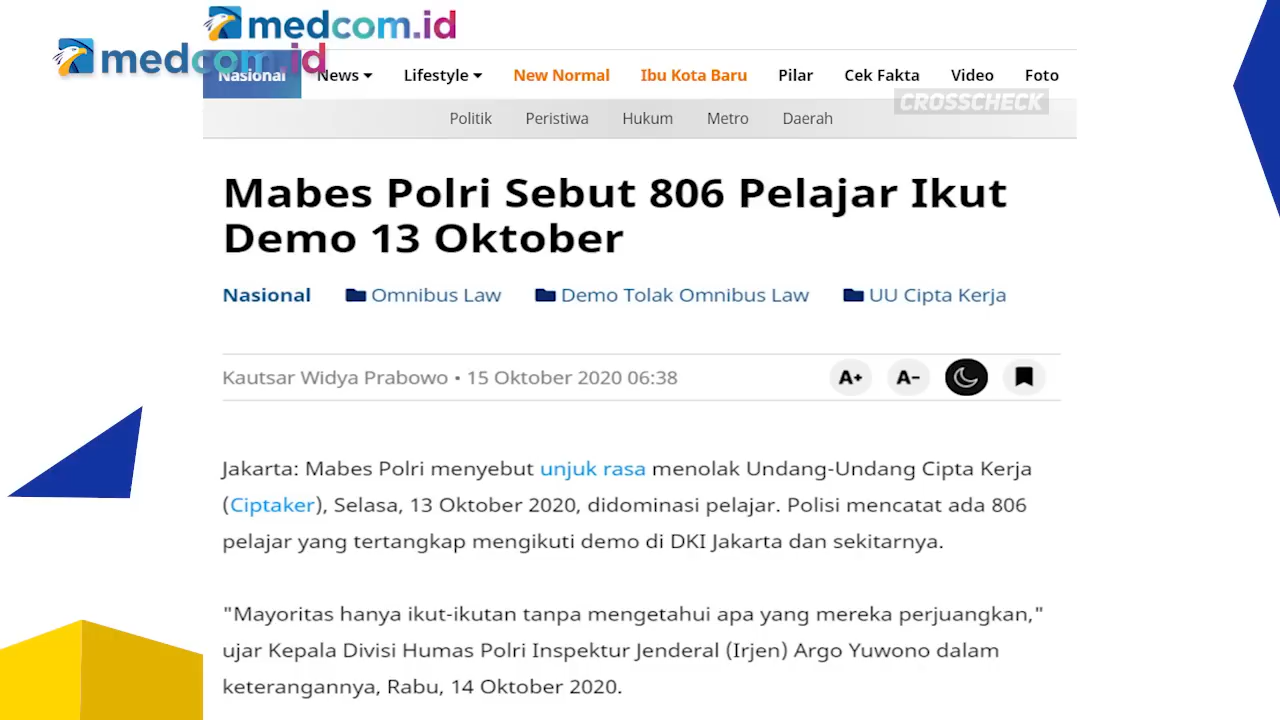 medcom.id
medcom.id
Nasional News Lifestyle New Normal Ibu Kota Baru Pilar Cek Fakta Video Foto
CROSSCHECK
Politik Peristiwa Hukum Metro Daerah
Mabes Polri Sebut 806 Pelajar Ikut
Demo 13 Oktober
Nasional Omnibus Law Demo Tolak Omnibus Law UU Cipta Kerja
Kautsar Widya Prabowo • 15 Oktober 2020 06:38 A+ A-
Jakarta: Mabes Polri menyebut unjuk rasa menolak Undang-Undang Cipta Kerja
(Ciptaker), Selasa, 13 Oktober 2020, didominasi pelajar. Polisi mencatat ada 806
pelajar yang tertangkap mengikuti demo di DKI Jakarta dan sekitarnya.
"Mayoritas hanya ikut-ikutan tanpa mengetahui apa yang mereka perjuangkan,"
ujar Kepala Divisi Humas Polri Inspektur Jenderal (Irjen) Argo Yuwono dalam
keterangannya, Rabu, 14 Oktober 2020.